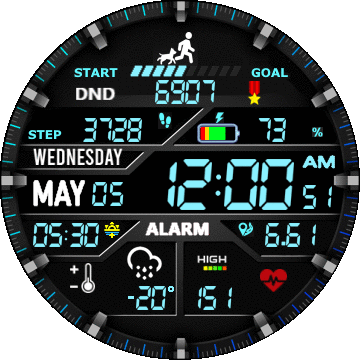 START GOAL
DND 6907
STEP 3728 73 %
WEDNESDAY
MAY 05 12:00 AM 51
05:30 ALARM 6.61
HIGH
-20° 151